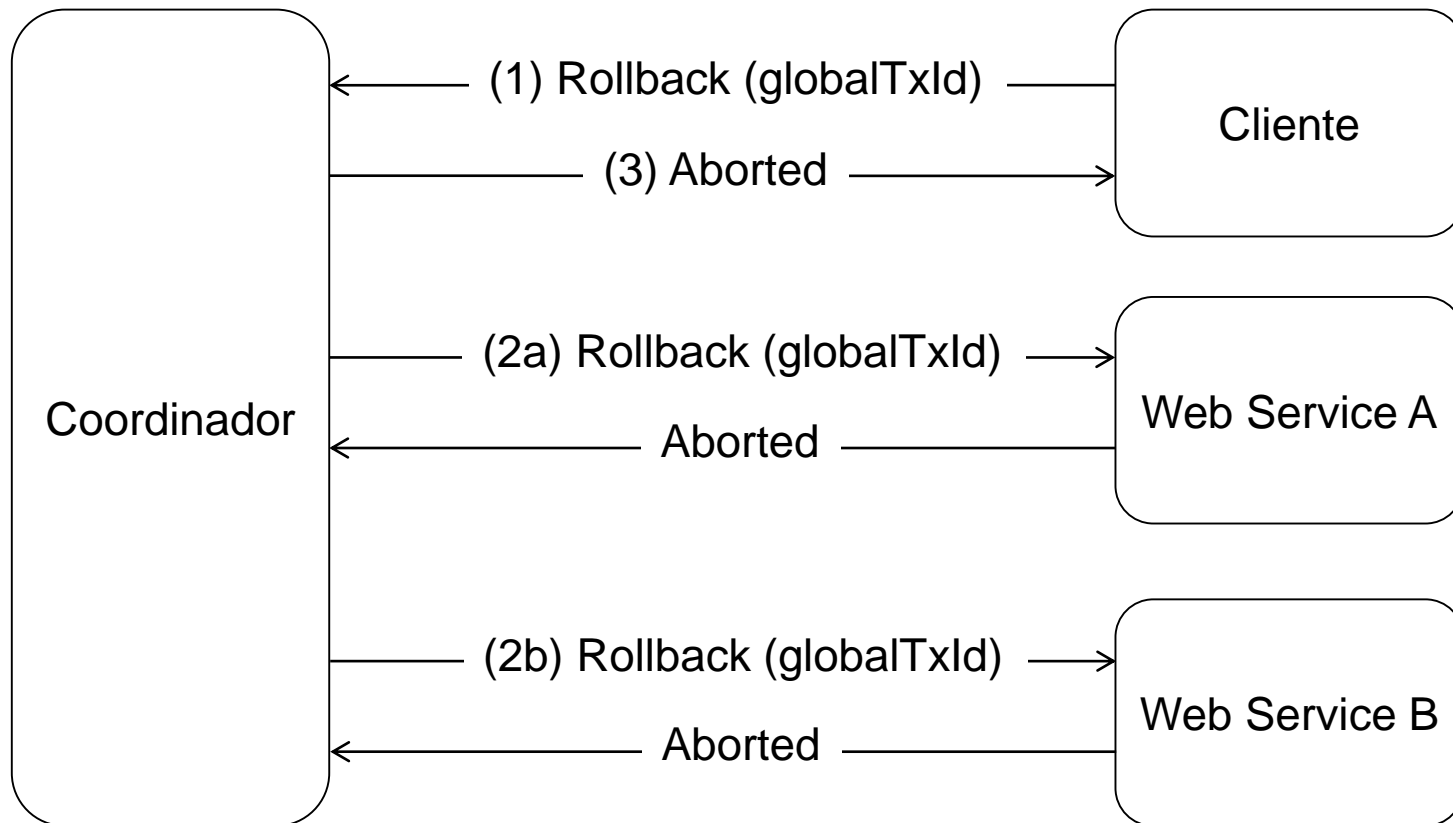 (1) Rollback (globalTxId)
Cliente
(3) Aborted
(2a) Rollback (globalTxId)
Coordinador
Web Service A
Aborted
(2b) Rollback (globalTxId)
Web Service B
Aborted